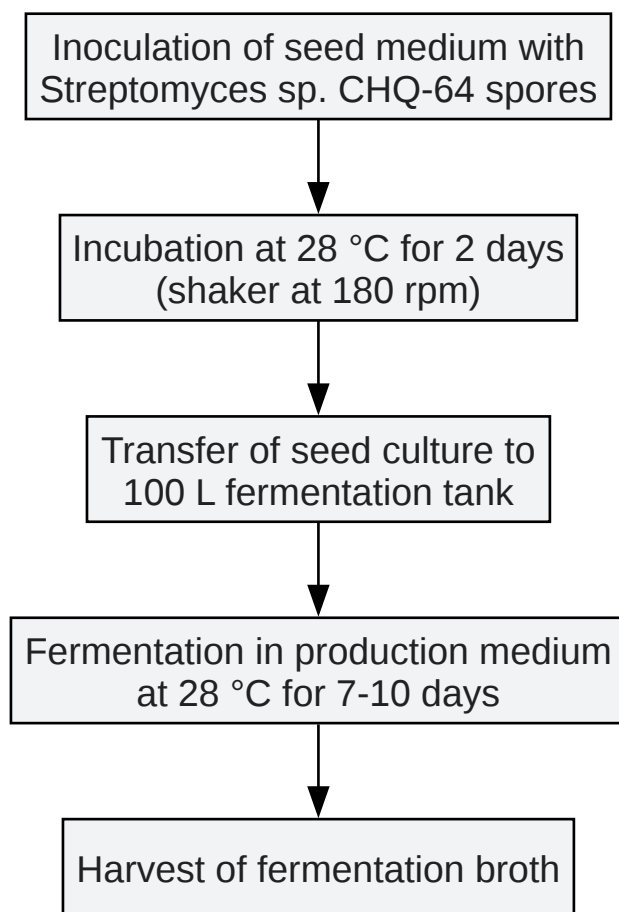 Inoculation of seed medium with
Streptomyces sp. CHQ-64 spores
Incubation at 28 °C for 2 days
(shaker at 180 rpm)
Transfer of seed culture to
100 L fermentation tank
Fermentation in production medium
at 28 °C for 7-10 days
Harvest of fermentation broth